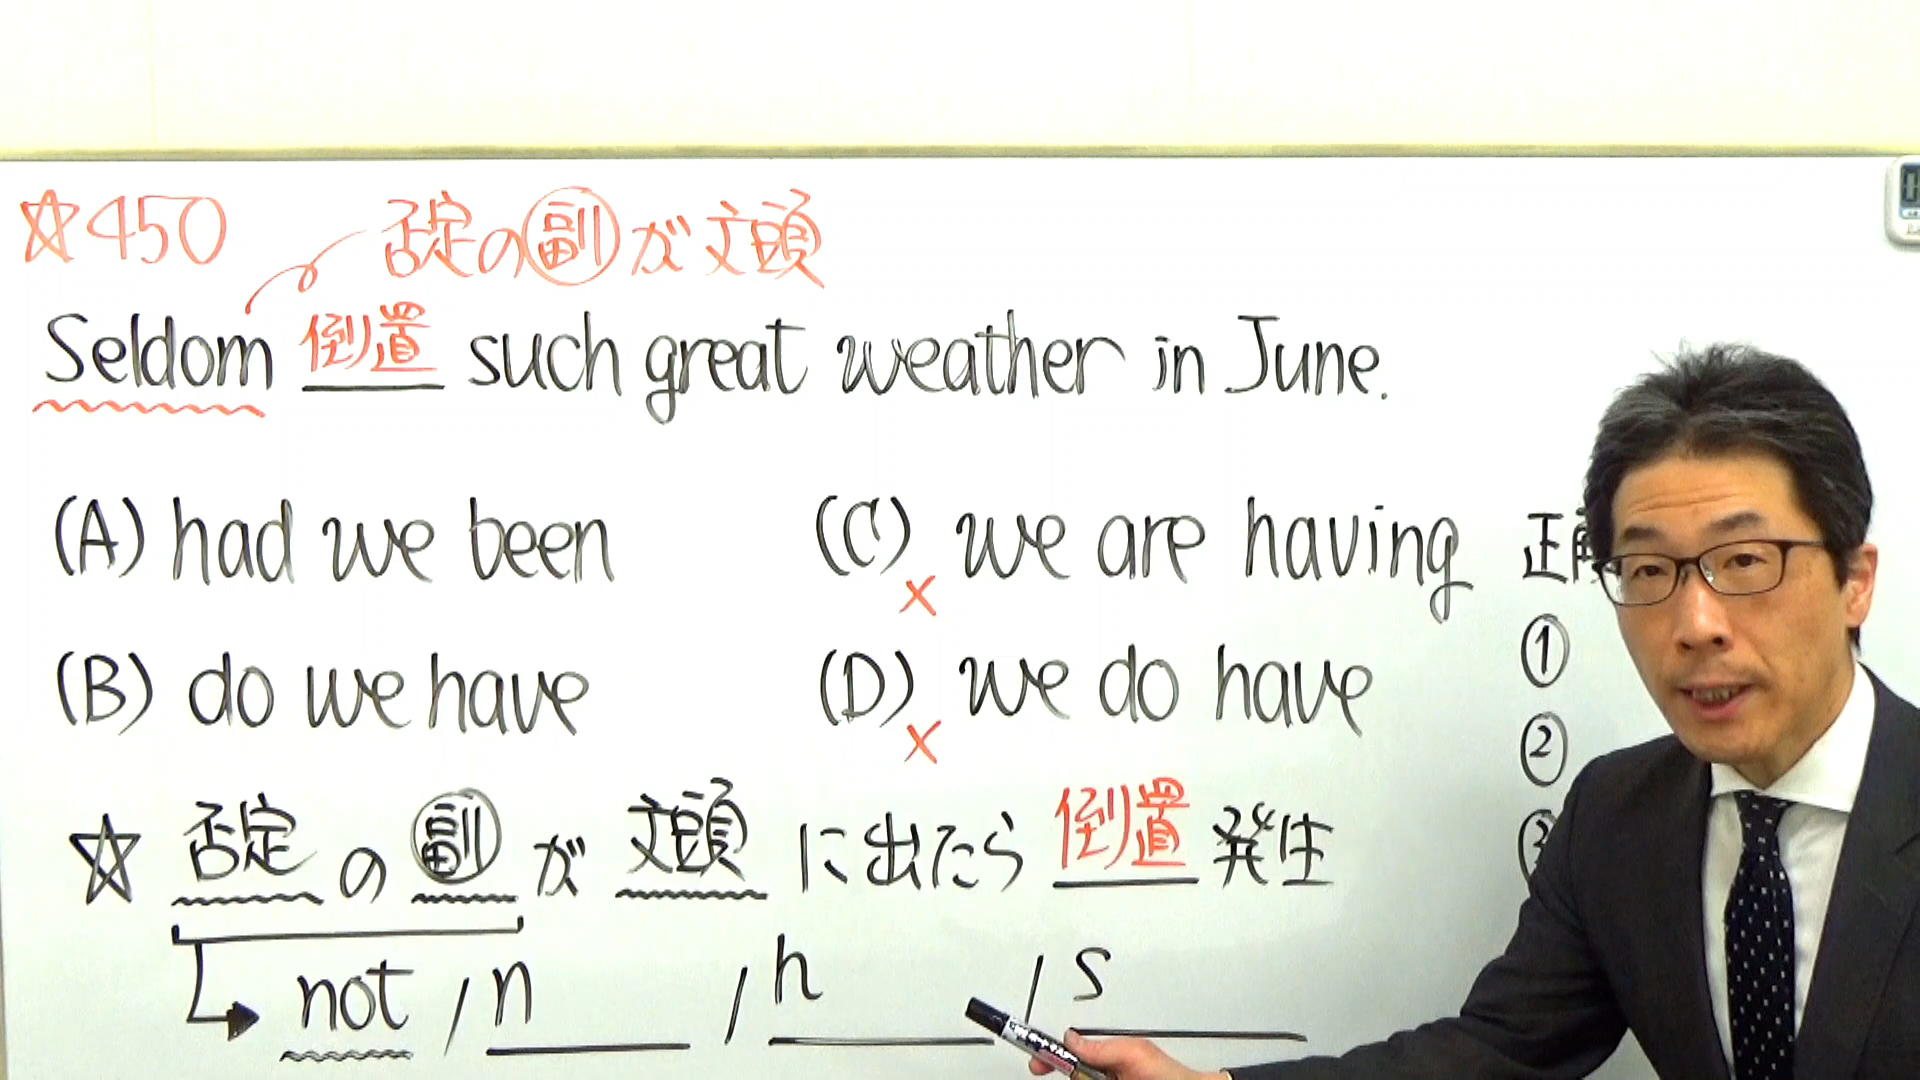 ☆450 否定の副が文頭
Seldom 倒置 such great weather in June.
(A) had we been
(B) do we have
(C) we are having
×
(D) we do have
×
正
①
②
③
☆ 否定の副が文頭に出たら倒置発生
not / n / h / s